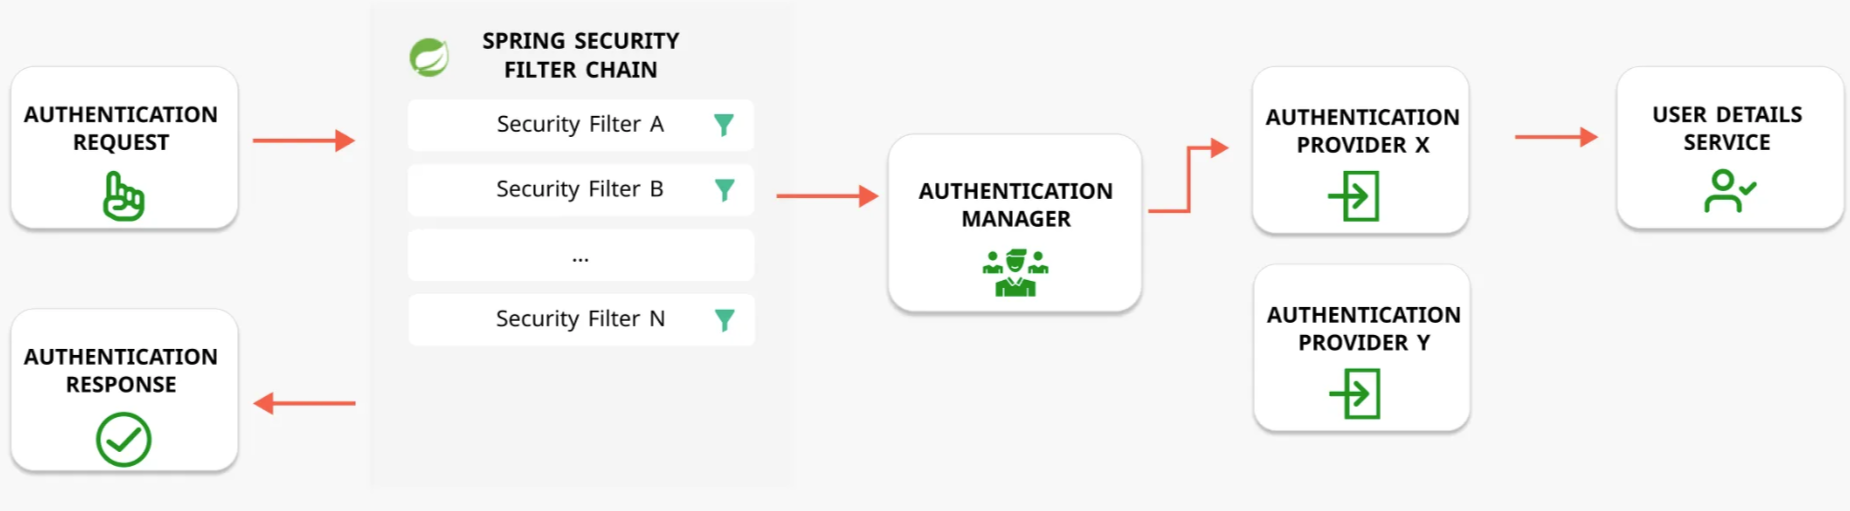 AUTHENTICATION
REQUEST
AUTHENTICATION
RESPONSE
SPRING SECURITY
FILTER CHAIN
Security Filter A
Security Filter B
...
Security Filter N
AUTHENTICATION
MANAGER
AUTHENTICATION
PROVIDER X
AUTHENTICATION
PROVIDER Y
USER DETAILS
SERVICE